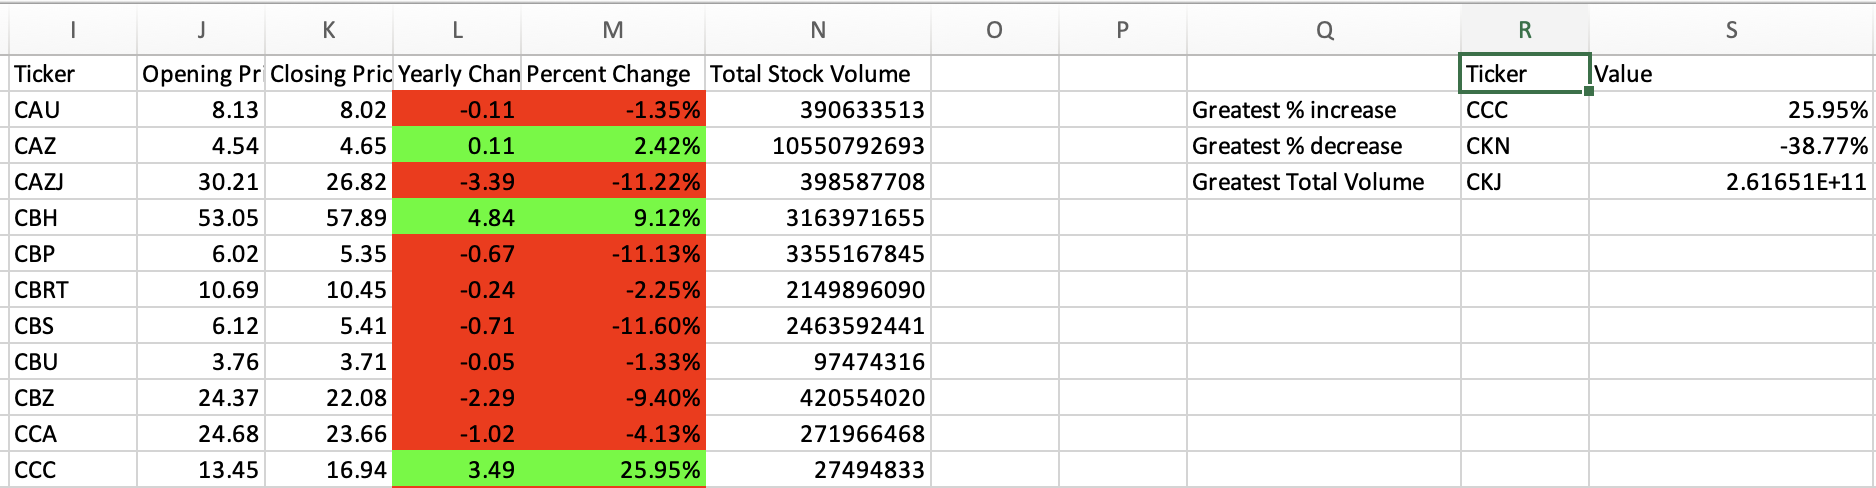 I J K L M N O P Q R S
Ticker Opening Pri Closing Pric Yearly Chan Percent Change Total Stock Volume Ticker Value
CAU 8.13 8.02 -0.11 -1.35% 390633513 Greatest % increase CCC 25.95%
CAZ 4.54 4.65 0.11 2.42% 10550792693 Greatest % decrease CKN -38.77%
CAZJ 30.21 26.82 -3.39 -11.22% 398587708 Greatest Total Volume CKJ 2.61651E+11
CBH 53.05 57.89 4.84 9.12% 3163971655
CBP 6.02 5.35 -0.67 -11.13% 3355167845
CBRT 10.69 10.45 -0.24 -2.25% 2149896090
CBS 6.12 5.41 -0.71 -11.60% 2463592441
CBU 3.76 3.71 -0.05 -1.33% 97474316
CBZ 24.37 22.08 -2.29 -9.40% 420554020
CCA 24.68 23.66 -1.02 -4.13% 271966468
CCC 13.45 16.94 3.49 25.95% 27494833